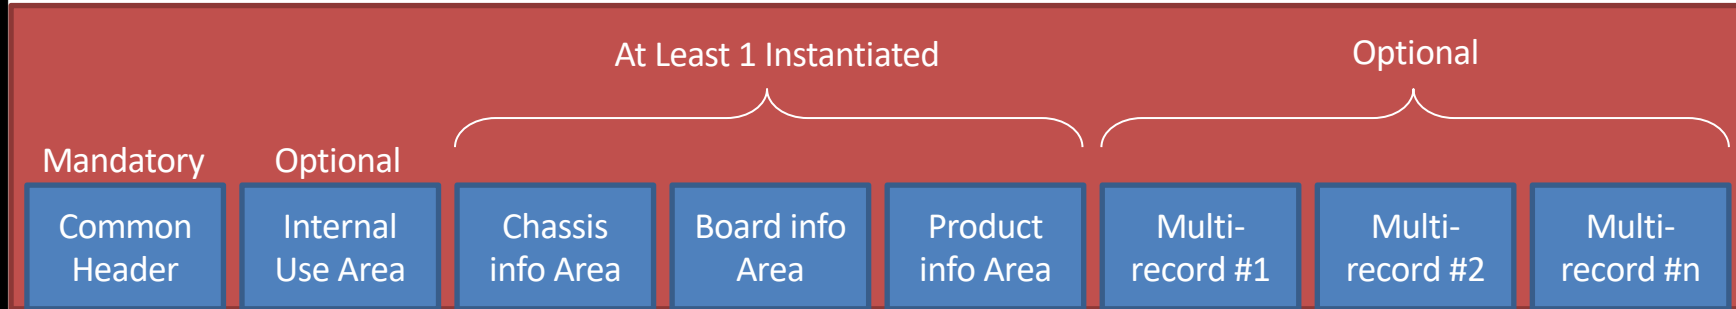 At Least 1 Instantiated
Optional
Mandatory
Optional
Common
Header
Internal
Use Area
Chassis
info Area
Board info
Area
Product
info Area
Multi-
record #1
Multi-
record #2
Multi-
record #n